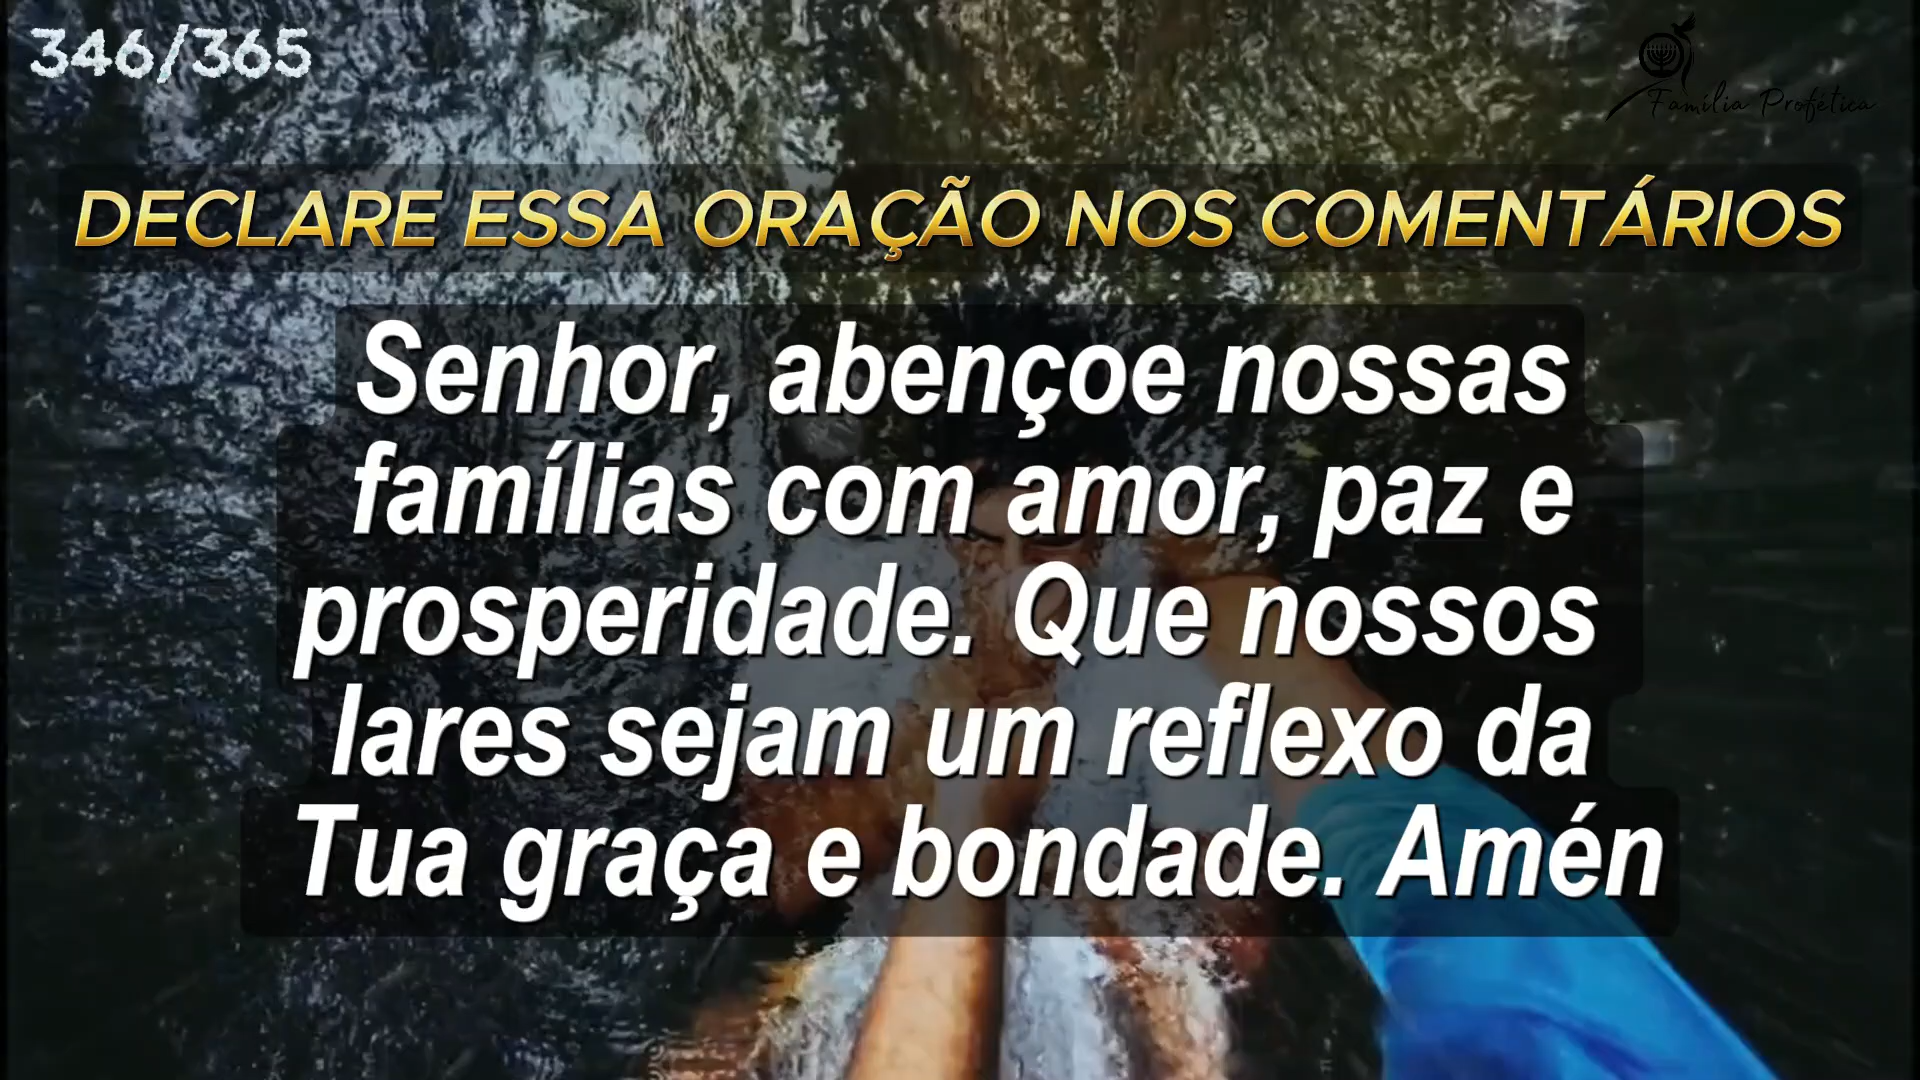 346/365
Família Profética
DECLARE ESSA ORAÇÃO NOS COMENTÁRIOS
Senhor, abençoe nossas
famílias com amor, paz e
prosperidade. Que nossos
lares sejam um reflexo da
Tua graça e bondade. Amén